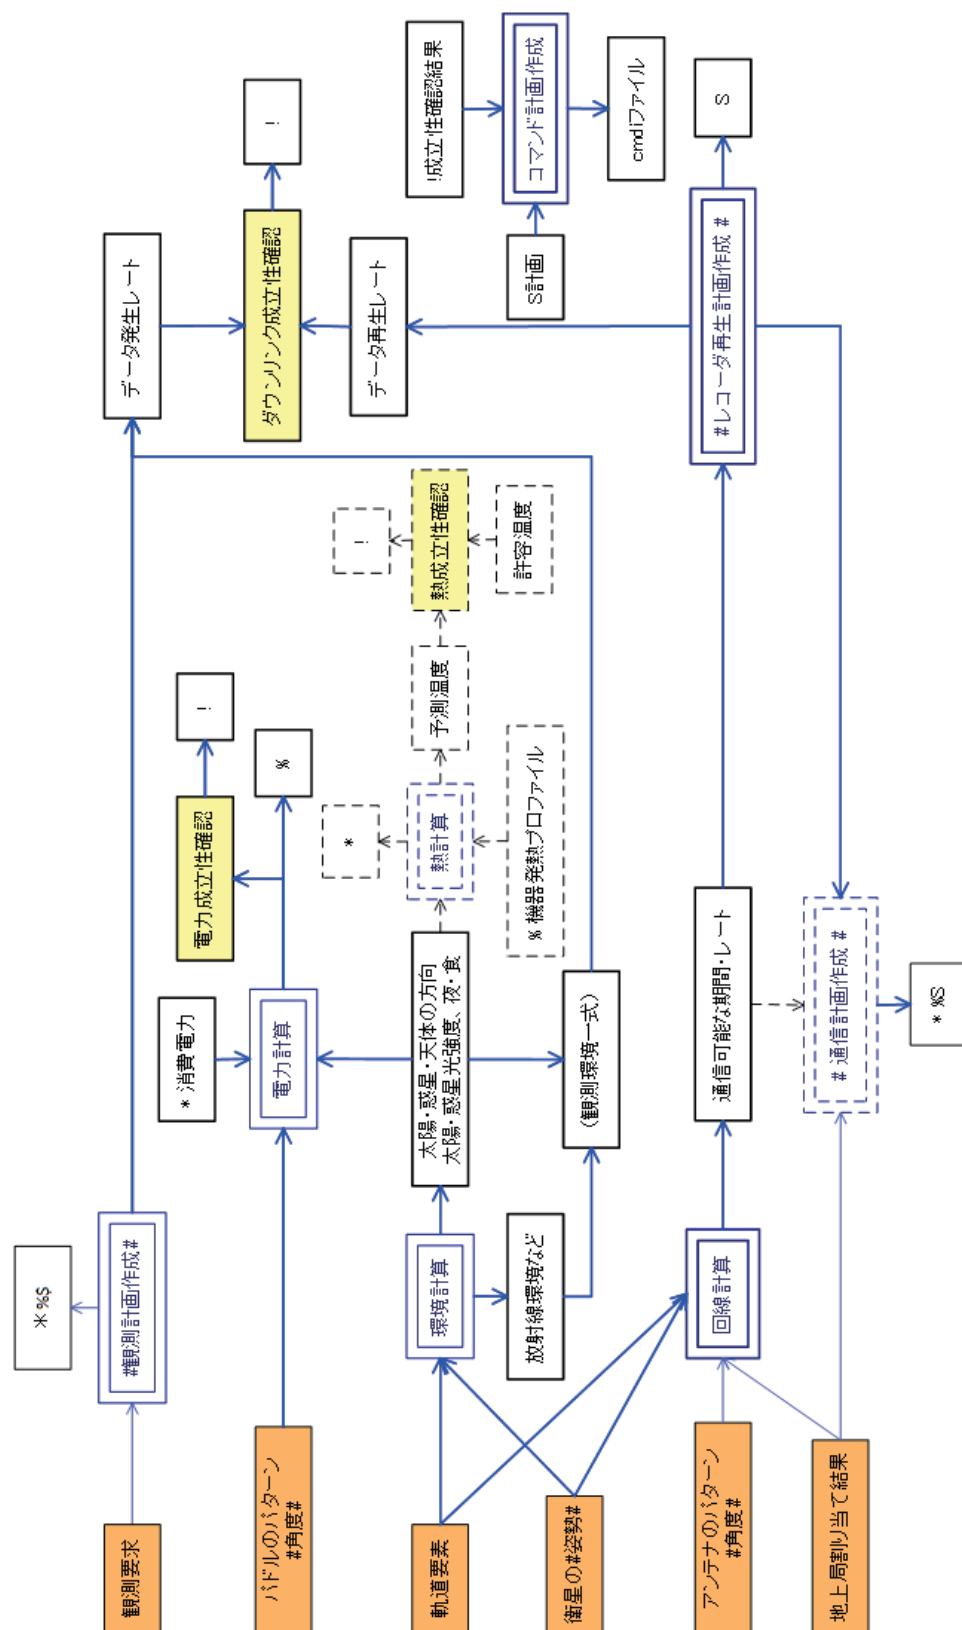 観測要求
#観測計画作成#
* %$
データ発生レート
パドルのパターン
#角度#
* 消費電力
電力計算
電力成立性確認
!
%
ダウンリンク成立性確認
!
軌道要素
環境計算
太陽・惑星・天体の方向
太陽・惑星光強度、夜・食
*
熱計算
予測温度
!
熱成立性確認
データ再生レート
!成立性確認結果
放射線環境など
% 機器発熱プロファイル
許容温度
$計画
コマンド計画作成
衛星の#姿勢#
(観測環境一式)
cmdiファイル
アンテナのパターン
#角度#
回線計算
通信可能な期間・レート
#レコーダ再生計画作成 #
$
地上局割り当て結果
# 通信計画作成 #
* %$